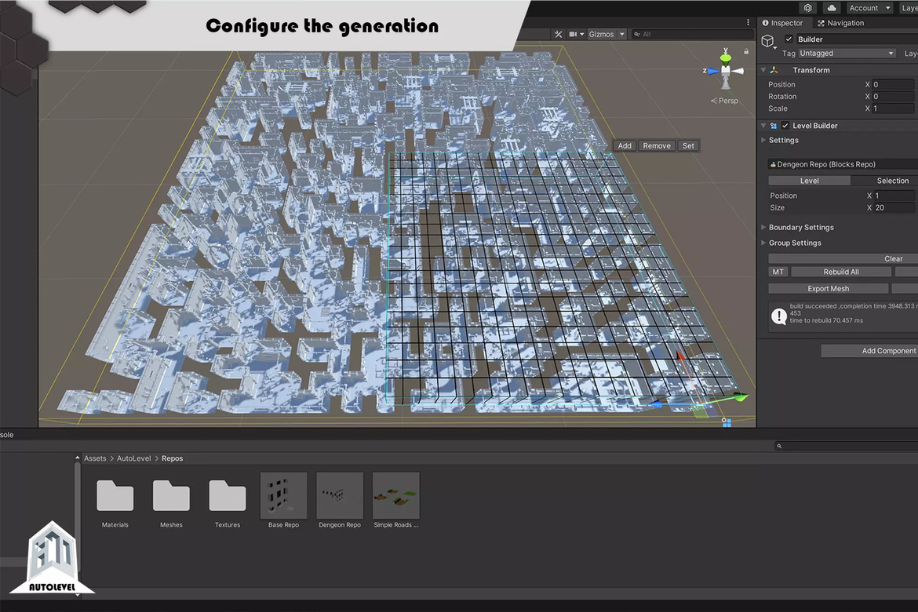 Configure the generation
Account
Laye
Inspector
Navigation
Gizmos
All
Builder
Tag Untagged
Lay
Transform
Position X 0
Rotation X 0
Scale X 1
y
z
Persp
Level Builder
Settings
Add Remove Set
Dengeon Repo (Blocks Repo)
Level Selection
Position X 1
Size X 20
Boundary Settings
Group Settings
Clear
MT Rebuild All
Export Mesh
build succeeded ,completion time 3848.313 m
453
time to rebuild 70.457 ms
Add Component
sole
Assets > AutoLevel > Repos
Materials
Meshes
Textures
Base Repo
Dengeon Repo
Simple Roads ...
AUTOLEVEL